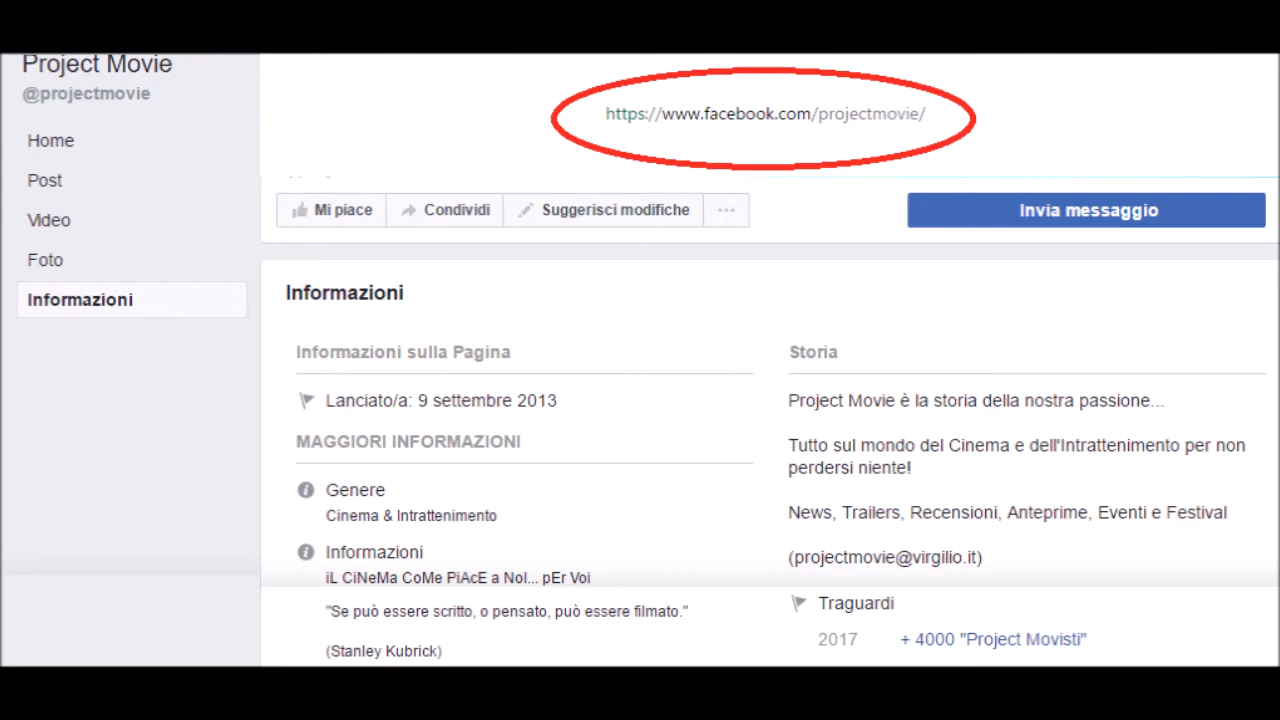 Project Movie
@projectmovie
Home
Post
Video
Foto
Informazioni
https://www.facebook.com/projectmovie/
Mi piace
Condividi
Suggerisci modifiche
Invia messaggio
Informazioni
Informazioni sulla Pagina
Lanciato/a: 9 settembre 2013
MAGGIORI INFORMAZIONI
Genere
Cinema & Intrattenimento
Informazioni
iL CiNeMa CoMe PiAcE a NoI... pEr Voi
"Se può essere scritto, o pensato, può essere filmato."
(Stanley Kubrick)
Storia
Project Movie è la storia della nostra passione...
Tutto sul mondo del Cinema e dell'Intrattenimento per non
perdersi niente!
News, Trailers, Recensioni, Anteprime, Eventi e Festival
(projectmovie@virgilio.it)
Traguardi
2017 + 4000 "Project Movisti"